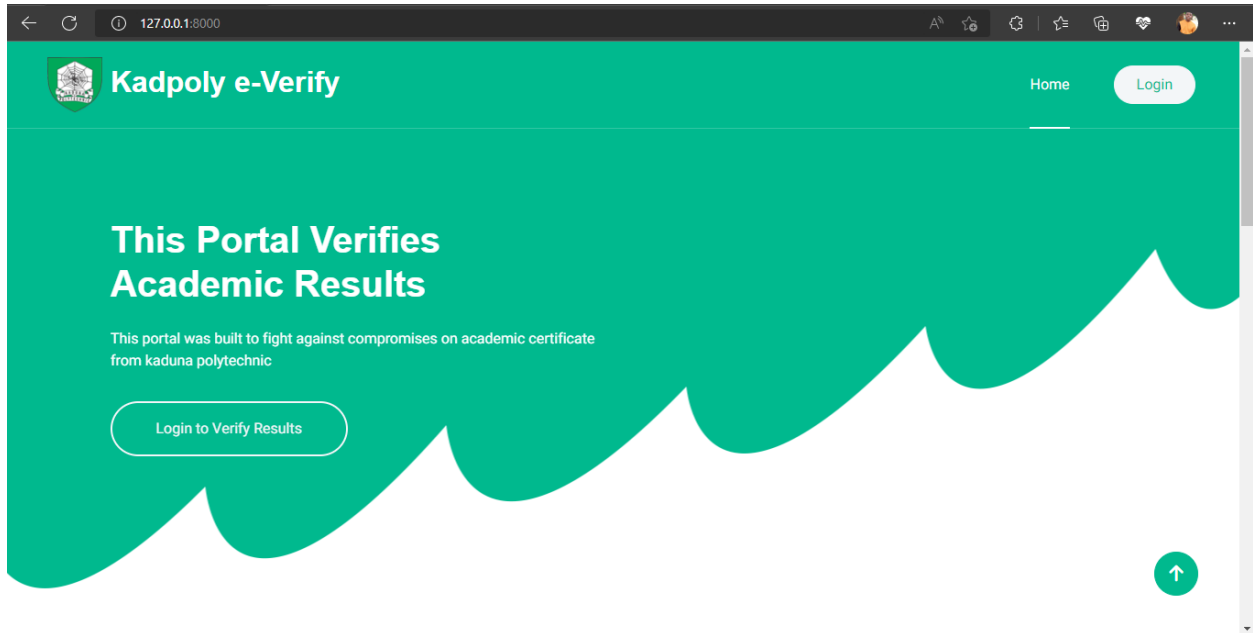 127.0.0.1:8000
Kadpoly e-Verify
Home
Login
This Portal Verifies
Academic Results
This portal was built to fight against compromises on academic certificate
from kaduna polytechnic
Login to Verify Results